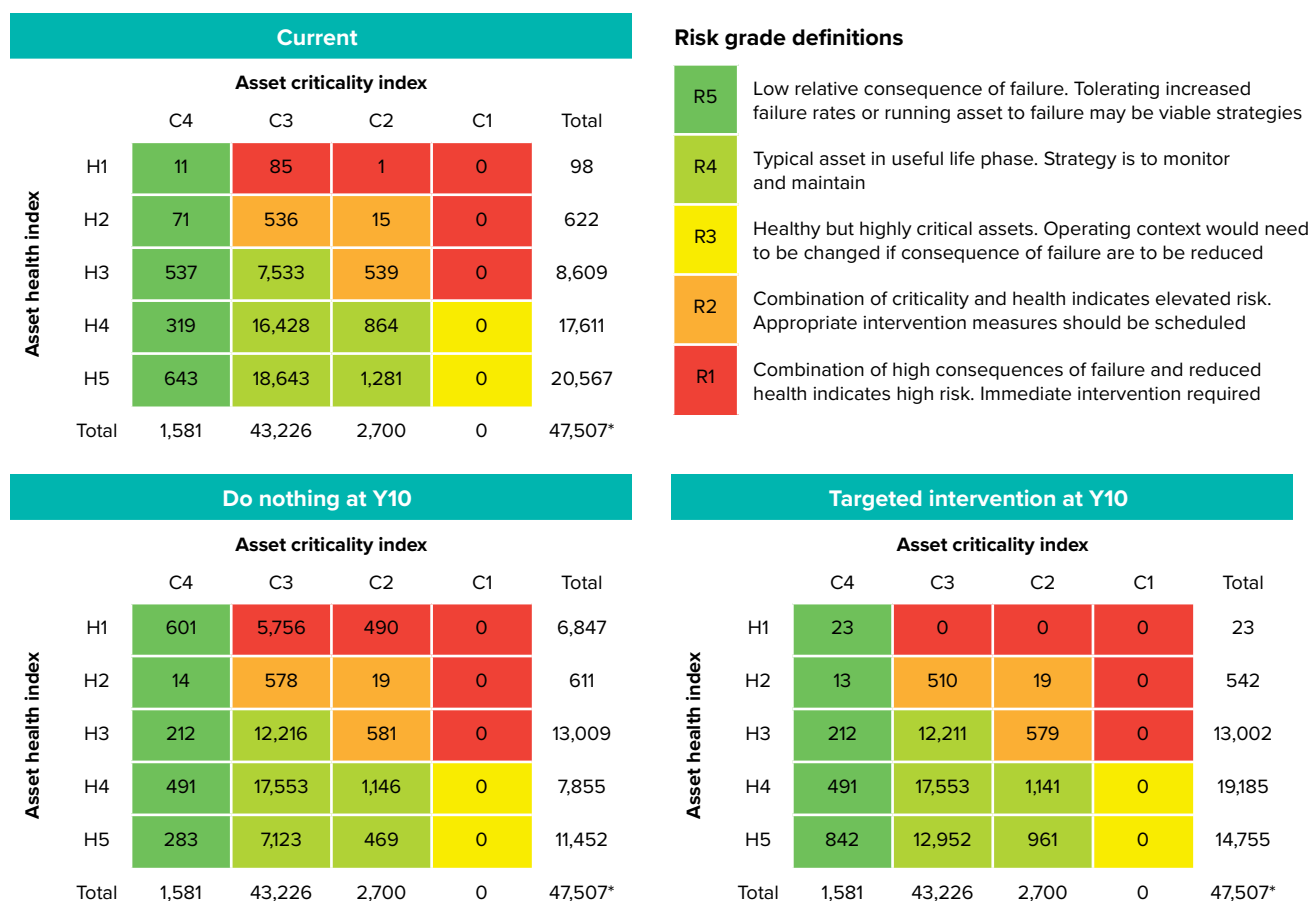 Current
Asset criticality index
C4 C3 C2 C1 Total
Asset health index
H1 11 85 1 0 98
H2 71 536 15 0 622
H3 537 7,533 539 0 8,609
H4 319 16,428 864 0 17,611
H5 643 18,643 1,281 0 20,567
Total 1,581 43,226 2,700 0 47,507*
Risk grade definitions
R5 Low relative consequence of failure. Tolerating increased
failure rates or running asset to failure may be viable strategies
R4 Typical asset in useful life phase. Strategy is to monitor
and maintain
R3 Healthy but highly critical assets. Operating context would need
to be changed if consequence of failure are to be reduced
R2 Combination of criticality and health indicates elevated risk.
Appropriate intervention measures should be scheduled
R1 Combination of high consequences of failure and reduced
health indicates high risk. Immediate intervention required
Do nothing at Y10
Asset criticality index
C4 C3 C2 C1 Total
Asset health index
H1 601 5,756 490 0 6,847
H2 14 578 19 0 611
H3 212 12,216 581 0 13,009
H4 491 17,553 1,146 0 7,855
H5 283 7,123 469 0 11,452
Total 1,581 43,226 2,700 0 47,507*
Targeted intervention at Y10
Asset criticality index
C4 C3 C2 C1 Total
Asset health index
H1 23 0 0 0 23
H2 13 510 19 0 542
H3 212 12,211 579 0 13,002
H4 491 17,553 1,141 0 19,185
H5 842 12,952 961 0 14,755
Total 1,581 43,226 2,700 0 47,507*